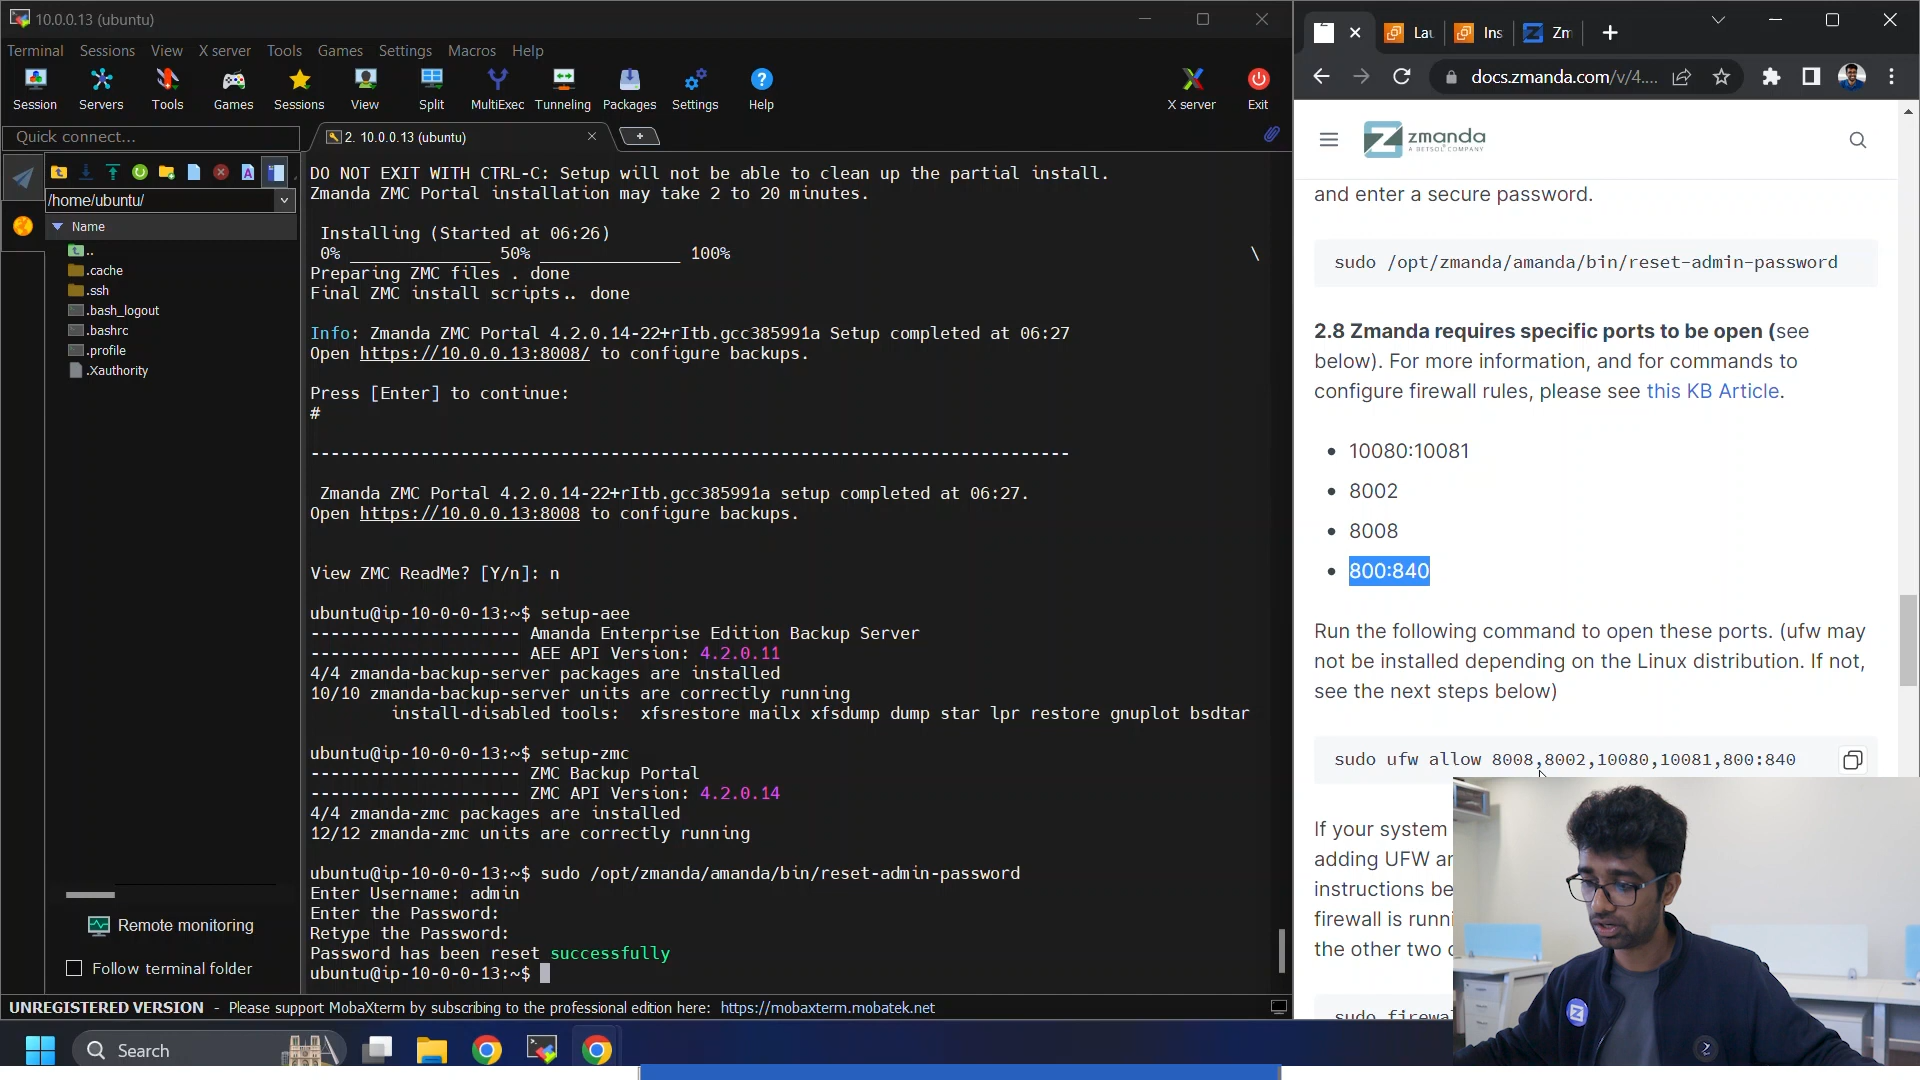 10.0.0.13 (ubuntu)
Terminal Sessions View X server Tools Games Settings Macros Help
Session Servers Tools Games Sessions View Split MultiExec Tunneling Packages Settings Help X server Exit
Quick connect...
2. 10.0.0.13 (ubuntu)
/home/ubuntu/
Name
..
.cache
.ssh
.bash_logout
.bashrc
.profile
.Xauthority
Remote monitoring
Follow terminal folder
DO NOT EXIT WITH CTRL-C: Setup will not be able to clean up the partial install.
Zmanda ZMC Portal installation may take 2 to 20 minutes.
Installing (Started at 06:26)
0% ______________ 50% ______________ 100% \
Preparing ZMC files . done
Final ZMC install scripts.. done
Info: Zmanda ZMC Portal 4.2.0.14-22+rItb.gcc385991a Setup completed at 06:27
Open https://10.0.0.13:8008/ to configure backups.
Press [Enter] to continue:
#
----------------------------------------------------------------------------
Zmanda ZMC Portal 4.2.0.14-22+rItb.gcc385991a setup completed at 06:27.
Open https://10.0.0.13:8008 to configure backups.
View ZMC ReadMe? [Y/n]: n
ubuntu@ip-10-0-0-13:~$ setup-aee
--------------------- Amanda Enterprise Edition Backup Server
--------------------- AEE API Version: 4.2.0.11
4/4 zmanda-backup-server packages are installed
10/10 zmanda-backup-server units are correctly running
install-disabled tools: xfsrestore mailx xfsdump dump star lpr restore gnuplot bsdtar
ubuntu@ip-10-0-0-13:~$ setup-zmc
--------------------- ZMC Backup Portal
--------------------- ZMC API Version: 4.2.0.14
4/4 zmanda-zmc packages are installed
12/12 zmanda-zmc units are correctly running
ubuntu@ip-10-0-0-13:~$ sudo /opt/zmanda/amanda/bin/reset-admin-password
Enter Username: admin
Enter the Password:
Retype the Password:
Password has been reset successfully
ubuntu@ip-10-0-0-13:~$
UNREGISTERED VERSION - Please support MobaXterm by subscribing to the professional edition here: https://mobaxterm.mobatek.net
Search
Lau Ins Zm
docs.zmanda.com/v/4....
zmanda
A BETSOL COMPANY
and enter a secure password.
sudo /opt/zmanda/amanda/bin/reset-admin-password
2.8 Zmanda requires specific ports to be open (see
below). For more information, and for commands to
configure firewall rules, please see this KB Article.
• 10080:10081
• 8002
• 8008
• 800:840
Run the following command to open these ports. (ufw may
not be installed depending on the Linux distribution. If not,
see the next steps below)
sudo ufw allow 8008,8002,10080,10081,800:840
If your system
adding UFW
instructions be
firewall is
the other two
sudo